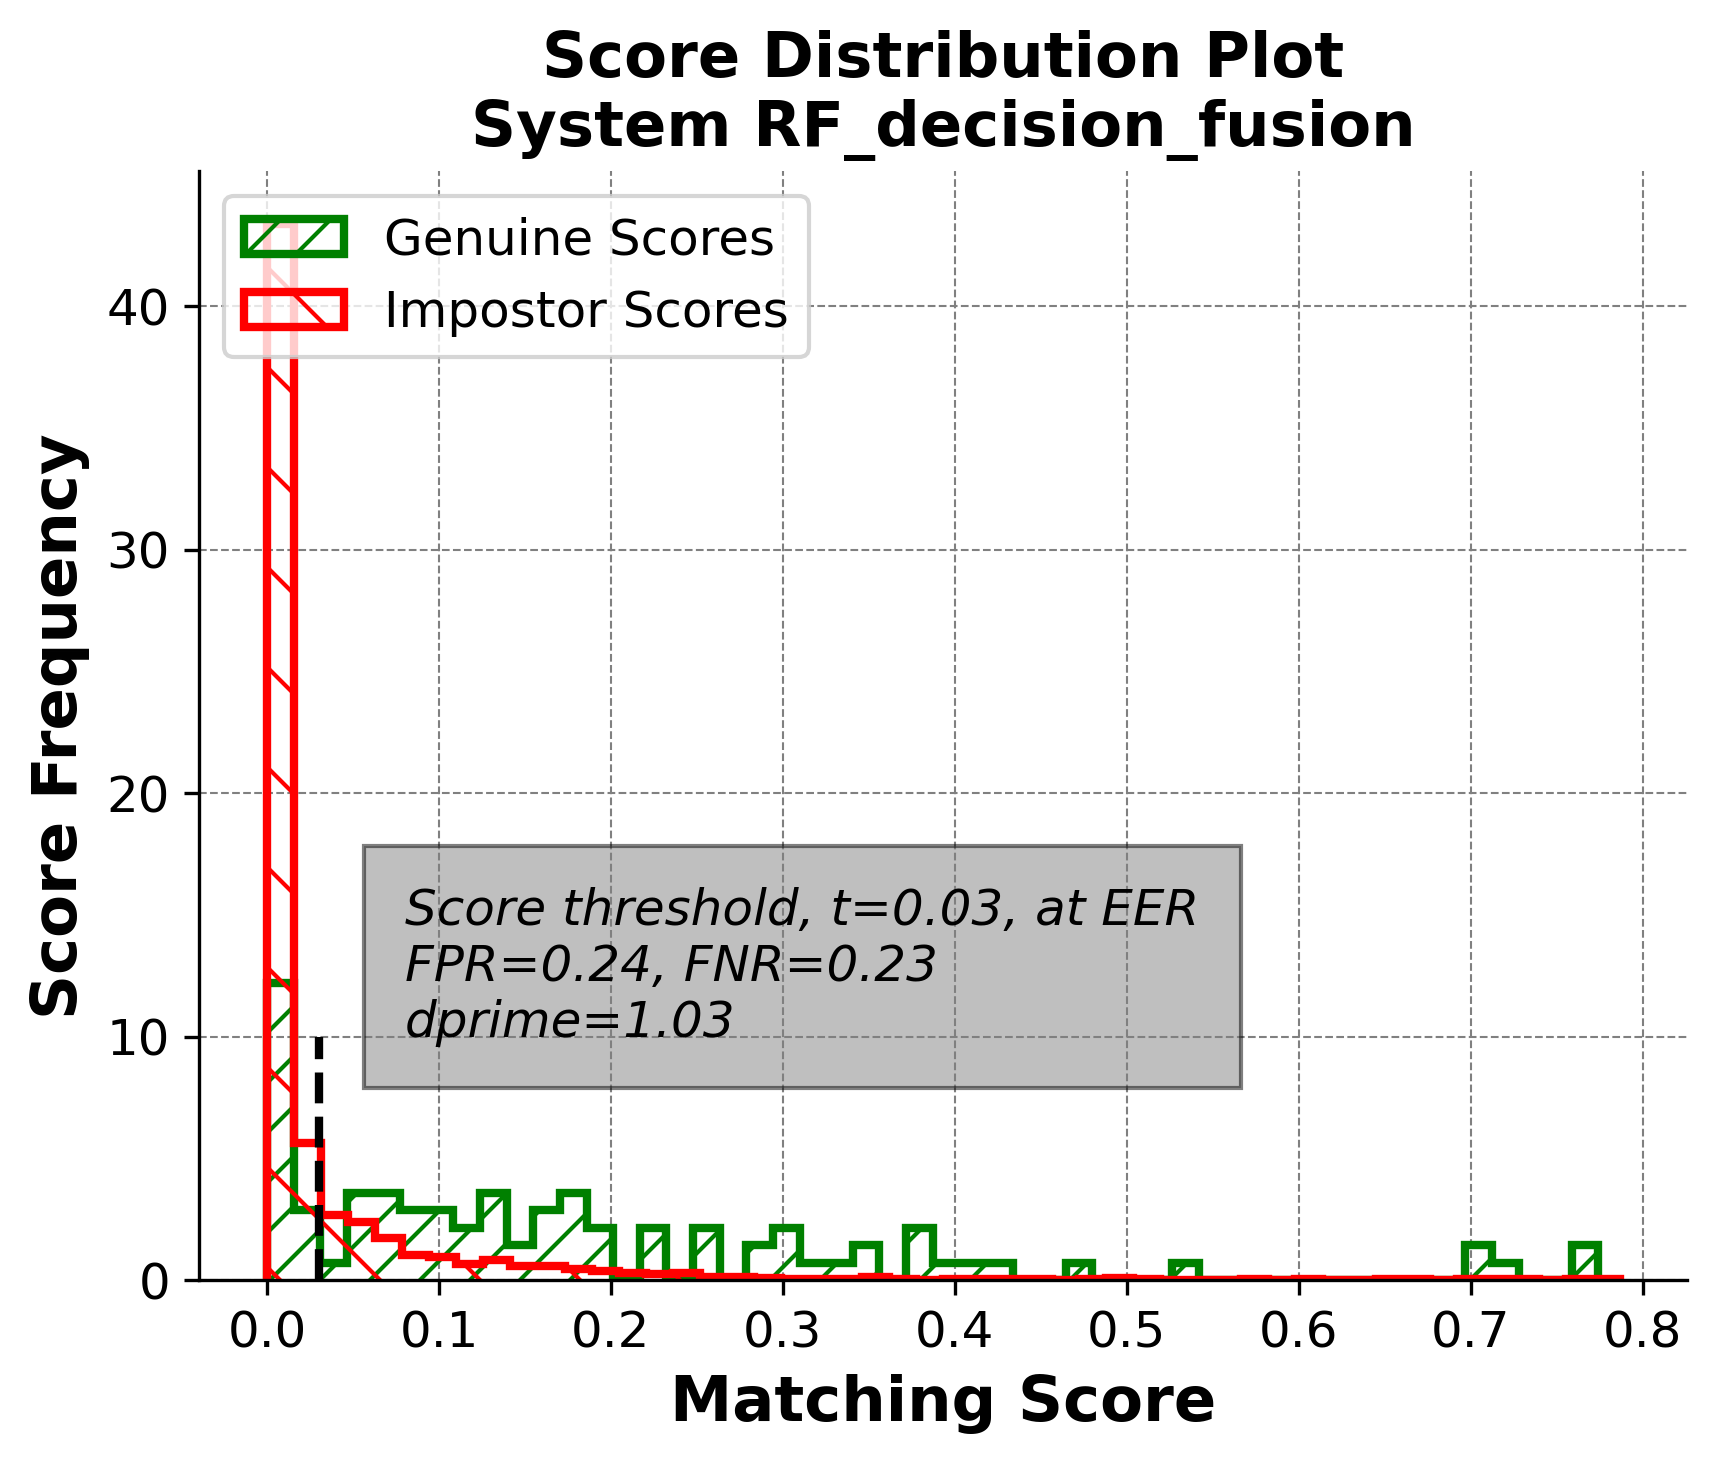 Score Distribution Plot
System RF_decision_fusion
Genuine Scores
Impostor Scores
Score Frequency
40
30
20
10
0
Score threshold, t=0.03, at EER
FPR=0.24, FNR=0.23
dprime=1.03
0.0 0.1 0.2 0.3 0.4 0.5 0.6 0.7 0.8
Matching Score